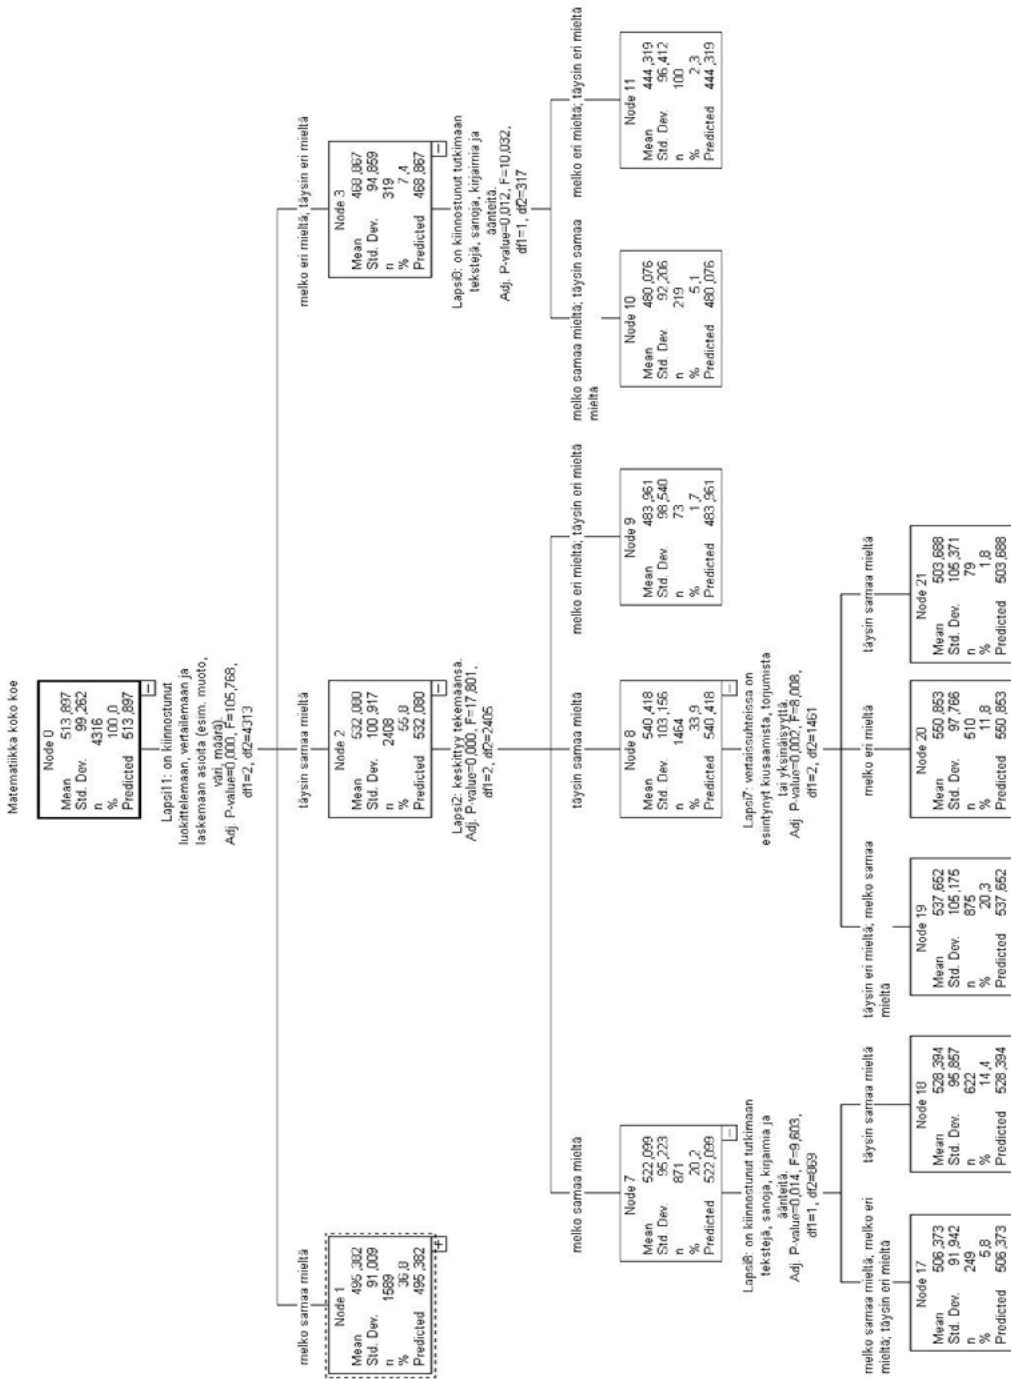 Matematiikka koko koe
Node 0
Mean 513,897
Std. Dev. 99,262
n 4316
% 100,0
Predicted 513,897
Lapsi11: on kiinnostunut
luokittelemaan, vertailemaan ja
laskemaan asioita (esim. muoto,
väri, määrä).
Adj. P-value=0,000, F=105,768,
df1=2, df2=4313
melko samaa mieltä
täysin samaa mieltä
melko eri mieltä; täysin eri mieltä
Node 1
Mean 495,382
Std. Dev. 91,009
n 1589
% 36,8
Predicted 495,382
Node 2
Mean 532,080
Std. Dev. 100,917
n 2408
% 55,8
Predicted 532,080
Lapsi2: keskittyy tekemäänsä.
Adj. P-value=0,000, F=17,801,
df1=2, df2=2405
Node 3
Mean 468,867
Std. Dev. 94,859
n 319
% 7,4
Predicted 468,867
Lapsi8: on kiinnostunut tutkimaan
tekstejä, sanoja, kirjaimia ja
äänteitä.
Adj. P-value=0,012, F=10,032,
df1=1, df2=317
melko samaa mieltä
täysin samaa mieltä
melko eri mieltä; täysin eri mieltä
melko samaa mieltä; täysin samaa
mieltä
melko eri mieltä; täysin eri mieltä
Node 7
Mean 522,099
Std. Dev. 95,223
n 871
% 20,2
Predicted 522,099
Lapsi8: on kiinnostunut tutkimaan
tekstejä, sanoja, kirjaimia ja
äänteitä.
Adj. P-value=0,014, F=9,603,
df1=1, df2=869
Node 8
Mean 540,418
Std. Dev. 103,156
n 1464
% 33,9
Predicted 540,418
Lapsi7: vertaissuhteissa on
esiintynyt kiusaamista, torjumista
tai yksinäisyyttä.
Adj. P-value=0,002, F=8,008,
df1=2, df2=1461
Node 9
Mean 483,961
Std. Dev. 98,540
n 73
% 1,7
Predicted 483,961
Node 10
Mean 480,076
Std. Dev. 92,206
n 219
% 5,1
Predicted 480,076
Node 11
Mean 444,319
Std. Dev. 96,412
n 100
% 2,3
Predicted 444,319
melko samaa mieltä; melko eri
mieltä; täysin eri mieltä
täysin samaa mieltä
täysin eri mieltä; melko samaa
mieltä
melko eri mieltä
täysin samaa mieltä
Node 17
Mean 506,373
Std. Dev. 91,942
n 249
% 5,8
Predicted 506,373
Node 18
Mean 528,394
Std. Dev. 95,857
n 622
% 14,4
Predicted 528,394
Node 19
Mean 537,652
Std. Dev. 105,175
n 875
% 20,3
Predicted 537,652
Node 20
Mean 550,853
Std. Dev. 97,766
n 510
% 11,8
Predicted 550,853
Node 21
Mean 503,688
Std. Dev. 105,371
n 79
% 1,8
Predicted 503,688